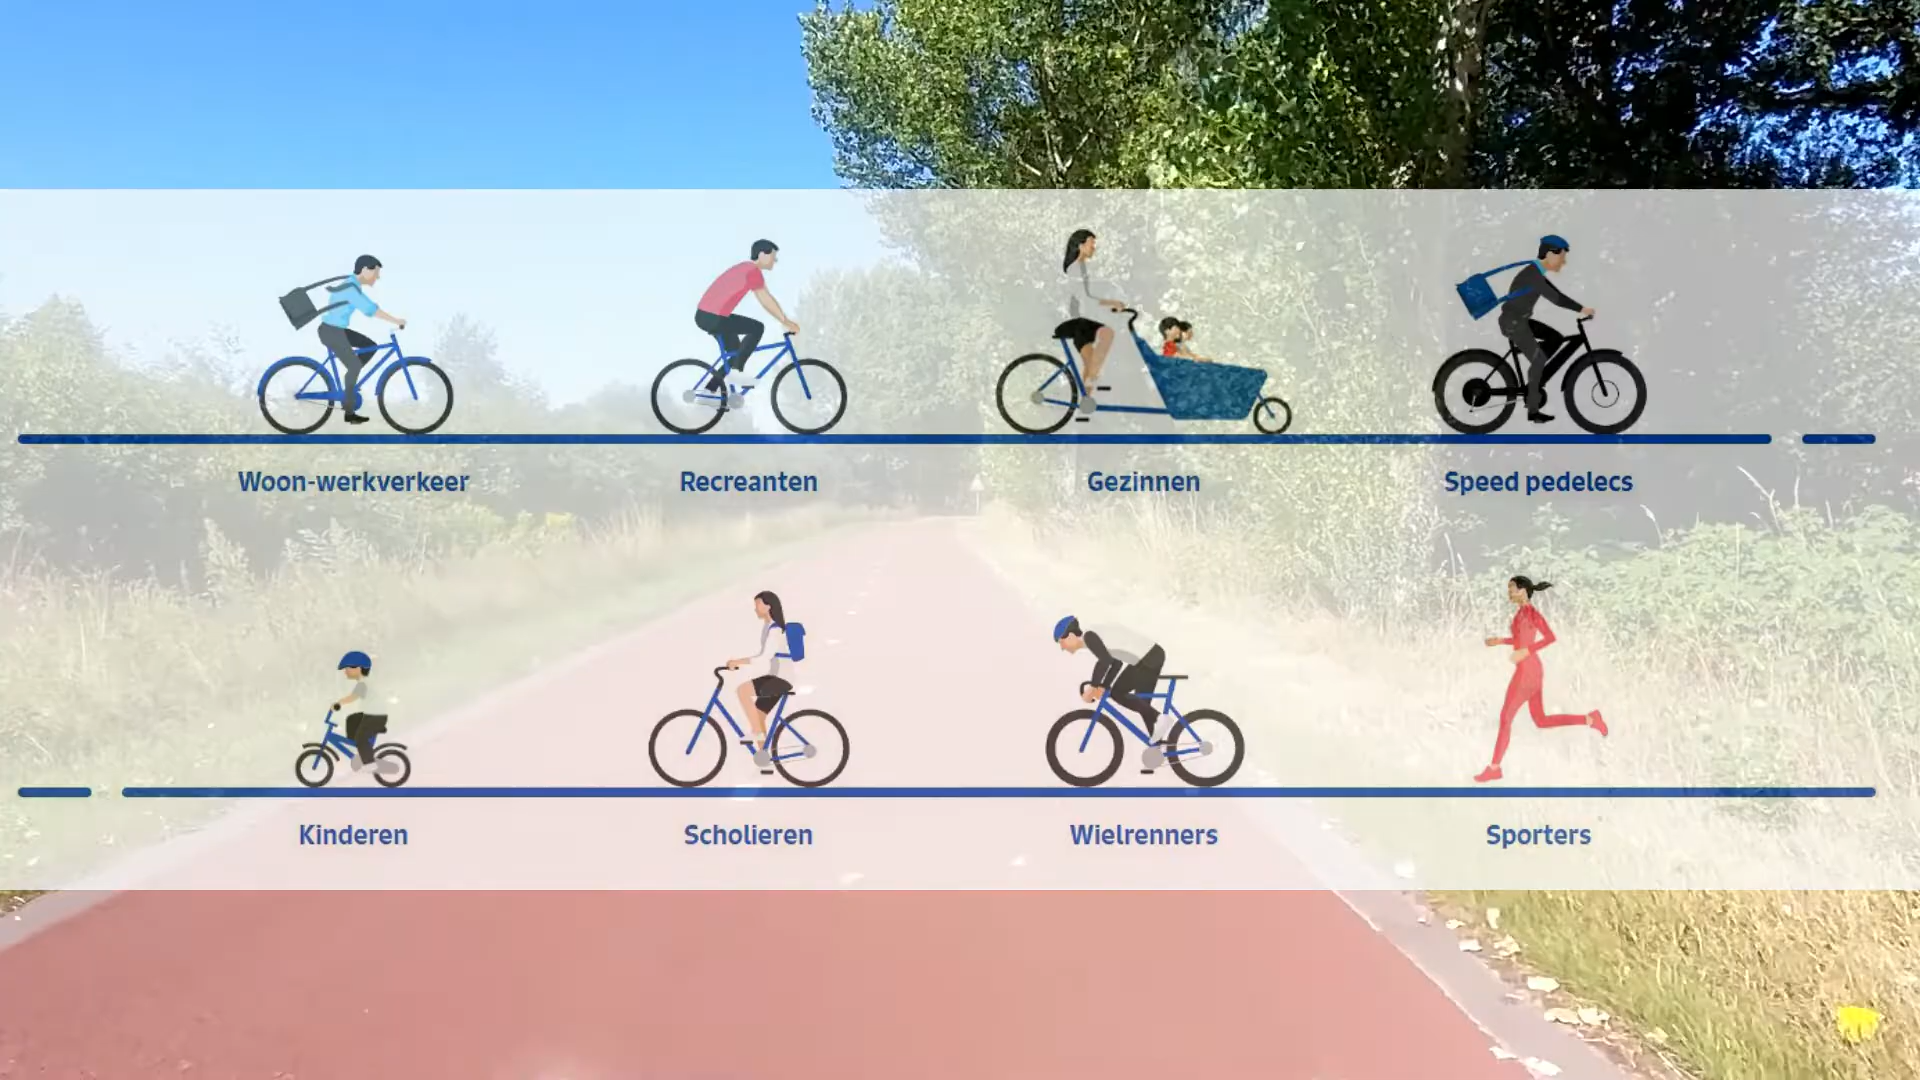 Woon-werkverkeer
Recreanten
Gezinnen
Speed pedelecs
Kinderen
Scholieren
Wielrenners
Sporters